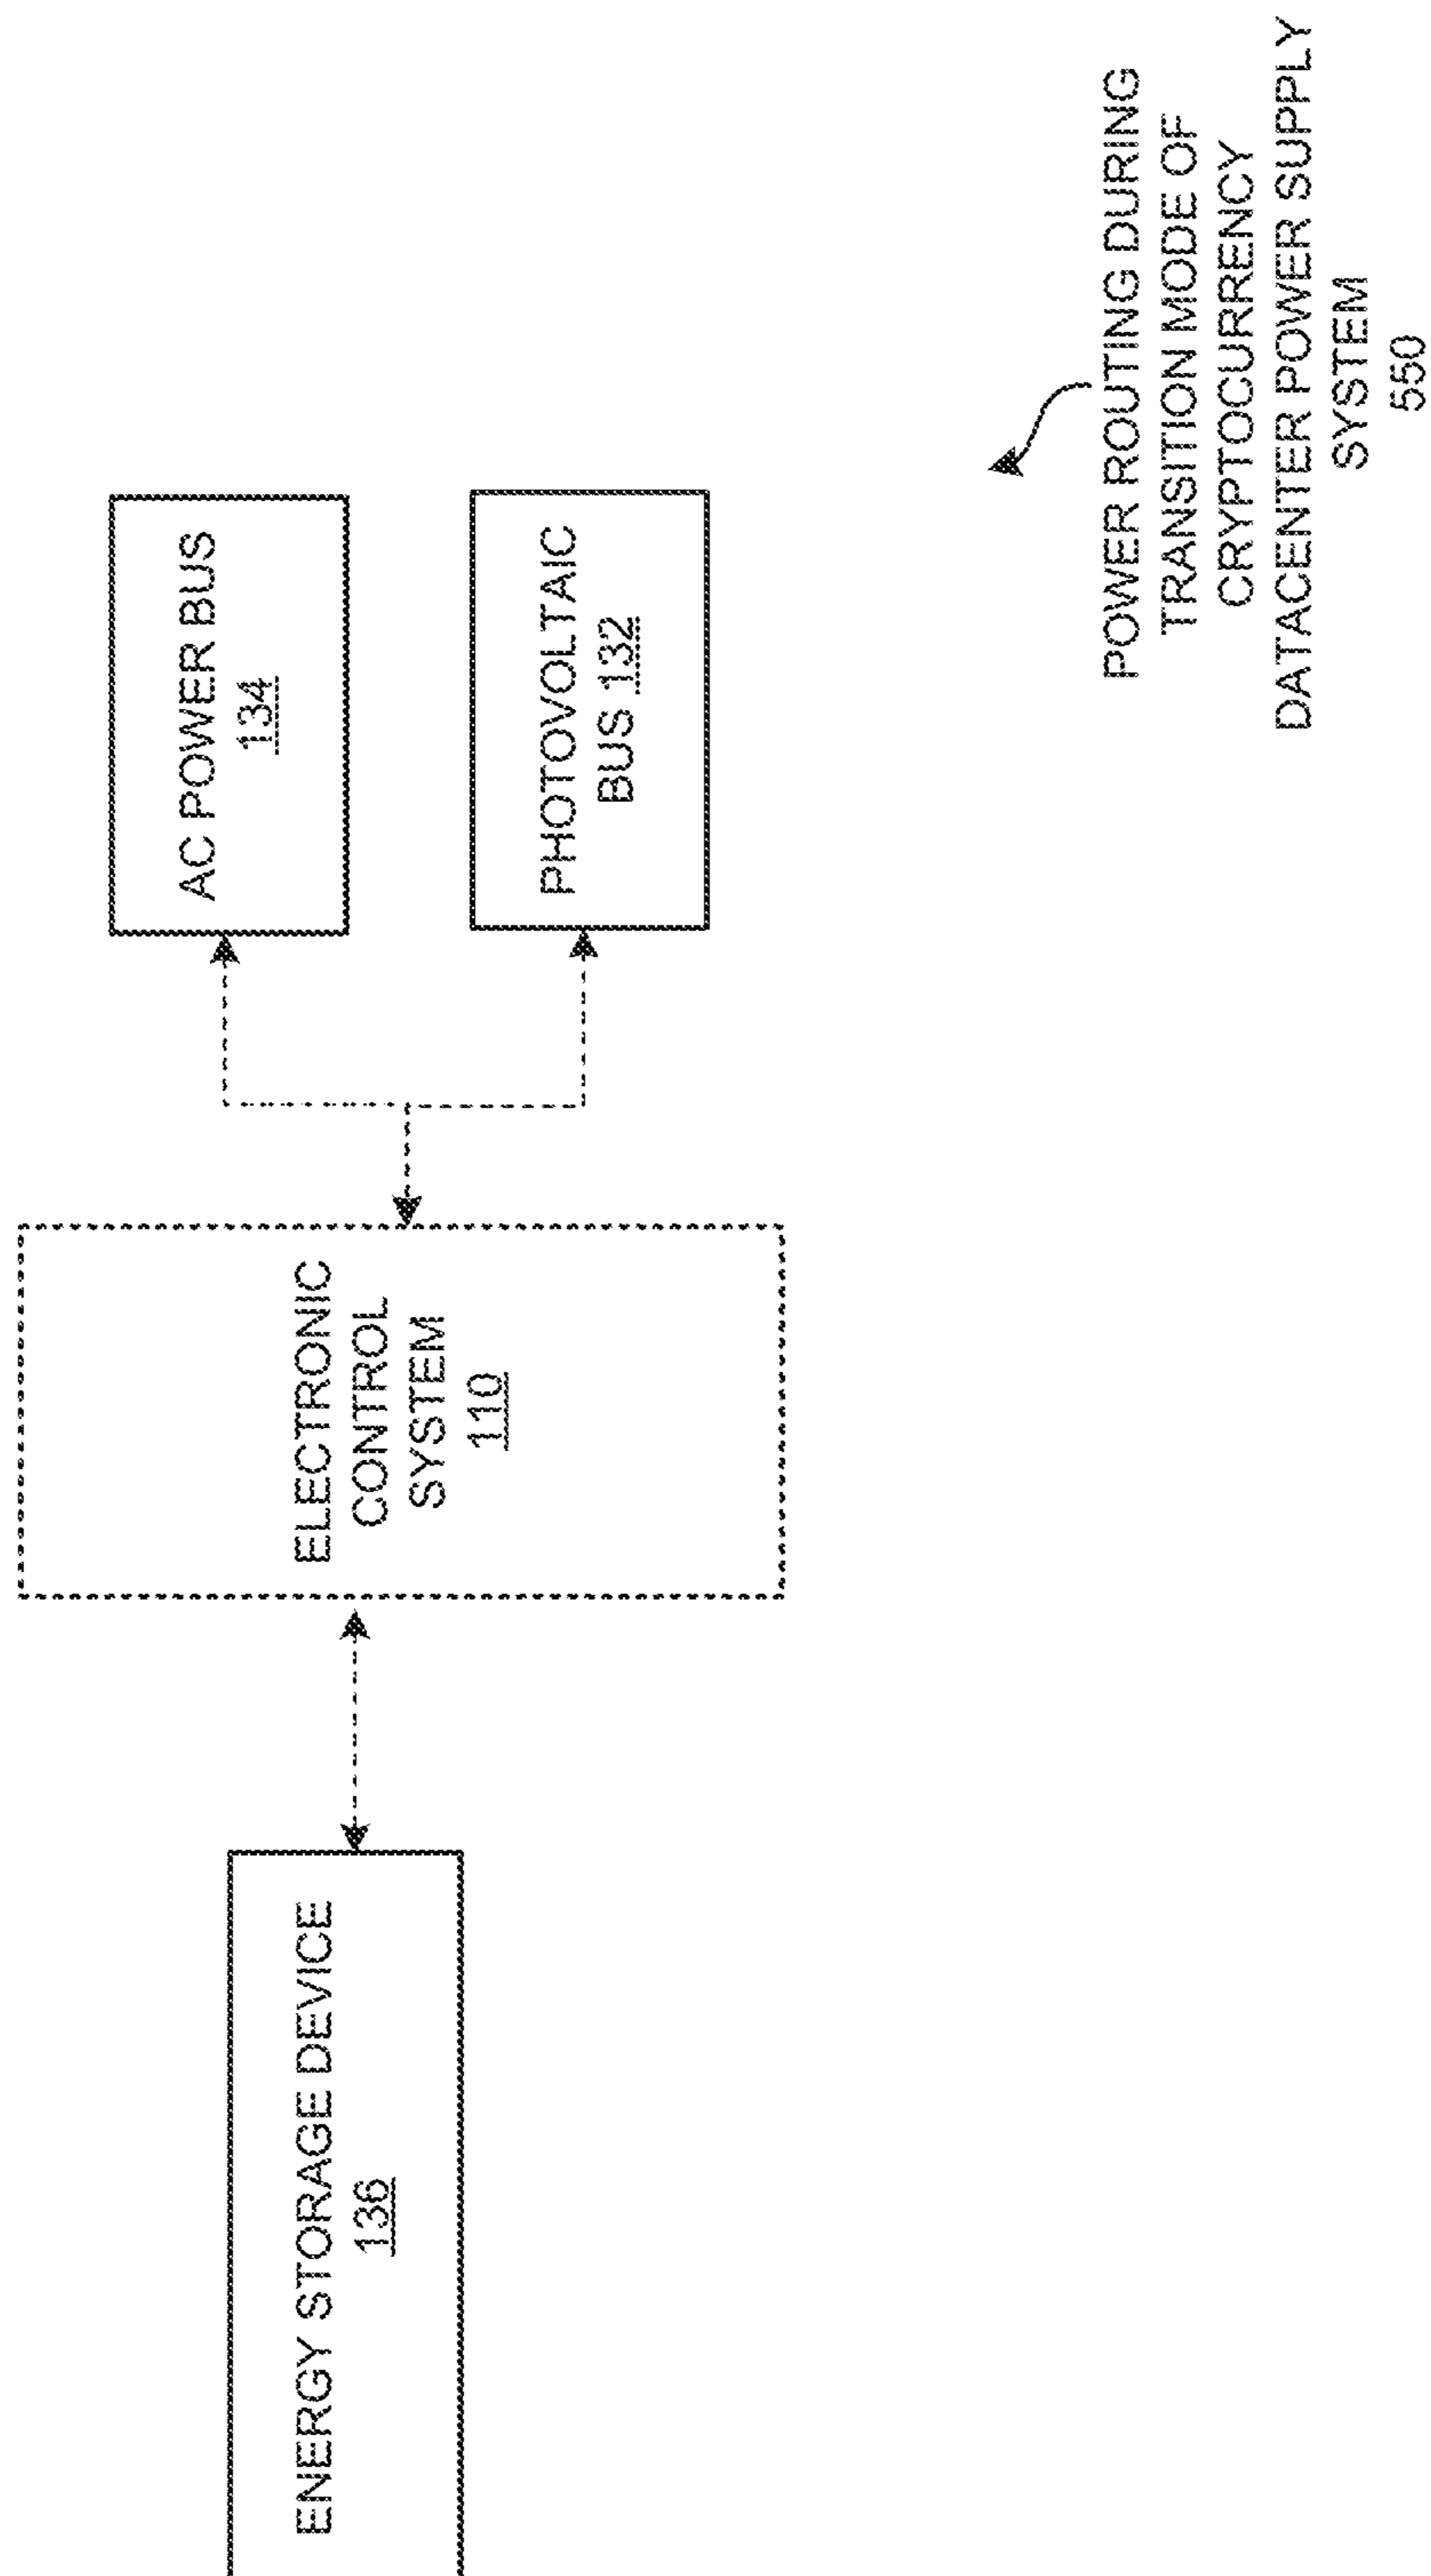 ENERGY STORAGE DEVICE
136
ELECTRONIC
CONTROL
SYSTEM
110
AC POWER BUS
134
PHOTOVOLTAIC
BUS 132
POWER ROUTING DURING
TRANSITION MODE OF
CRYPTOCURRENCY
DATACENTER POWER SUPPLY
SYSTEM
550